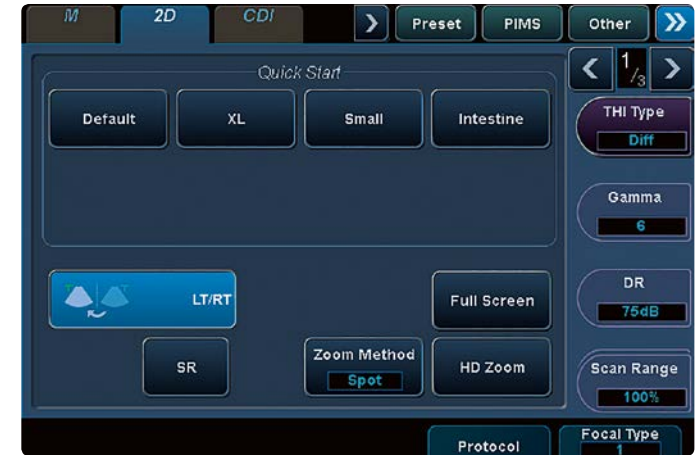 M 2D CDI Preset PIMS Other
Quick Start
1/3
Default XL Small Intestine
THI Type
Diff
Gamma
6
LT/RT
Full Screen
DR
75dB
SR
Zoom Method
Spot
HD Zoom
Scan Range
100%
Protocol
Focal Type
1